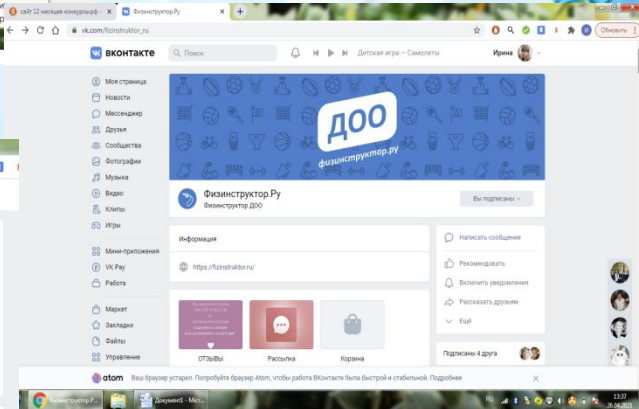 сайт 12 месяцев конкурсы.рф -
Физинструктор.Ру
vk.com/fizinstruktor_ru
Обновить
вконтакте
Поиск
Детская игра – Самолеты
Ирина
Моя страница
Новости
Мессенджер
Друзья
Сообщества
Фотографии
Музыка
Видео
Клипы
Игры
Мини-приложения
VK Pay
Работа
Маркет
Закладки
Файлы
Управление
ДОО
физинструктор.ру
Физинструктор.Ру
Физинструктор ДОО
Вы подписаны
Информация
https://fizinstruktor.ru/
ОТЗЫВЫ
Рассылка
Корзина
Написать сообщение
Рекомендовать
Включить уведомления
Рассказать друзьям
Ещё
Подписаны 4 друга
atom Ваш браузер устарел. Попробуйте браузер Atom, чтобы работа ВКонтакте была быстрой и стабильной. Подробнее
Физинструктор.Р...
Документ1 - Micr...
RU
13:37
26.04.2021